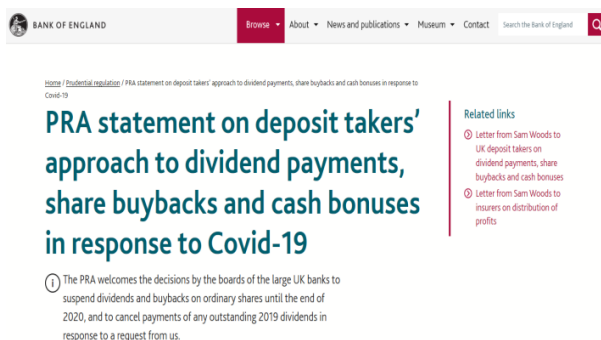 BANK OF ENGLAND
Browse About News and publications Museum Contact Search the Bank of England
Home / Prudential regulation / PRA statement on deposit takers' approach to dividend payments, share buybacks and cash bonuses in response to
Covid-19
PRA statement on deposit takers'
approach to dividend payments,
share buybacks and cash bonuses
in response to Covid-19
The PRA welcomes the decisions by the boards of the large UK banks to
suspend dividends and buybacks on ordinary shares until the end of
2020, and to cancel payments of any outstanding 2019 dividends in
response to a request from us.
Related links
Letter from Sam Woods to
UK deposit takers on
dividend payments, share
buybacks and cash bonuses
Letter from Sam Woods to
insurers on distribution of
profits